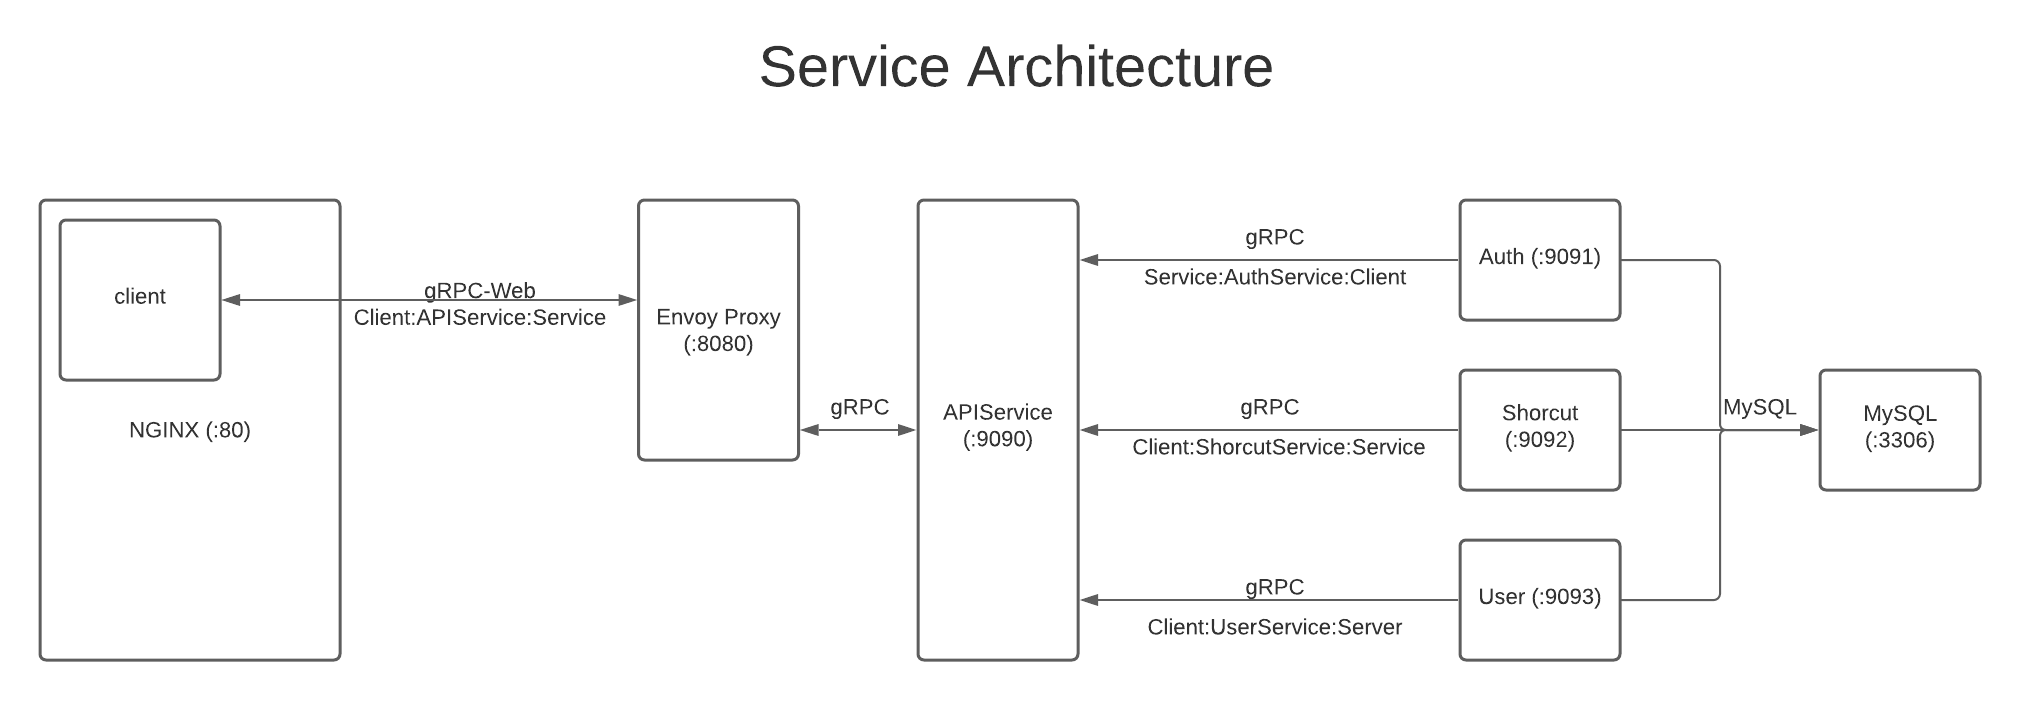 Service Architecture
client
NGINX (:80)
gRPC-Web
Client:APIService:Service
Envoy Proxy
(:8080)
gRPC
APIService
(:9090)
gRPC
Service:AuthService:Client
gRPC
Client:ShorcutService:Service
gRPC
Client:UserService:Server
Auth (:9091)
Shorcut
(:9092)
User (:9093)
MySQL
MySQL
(:3306)